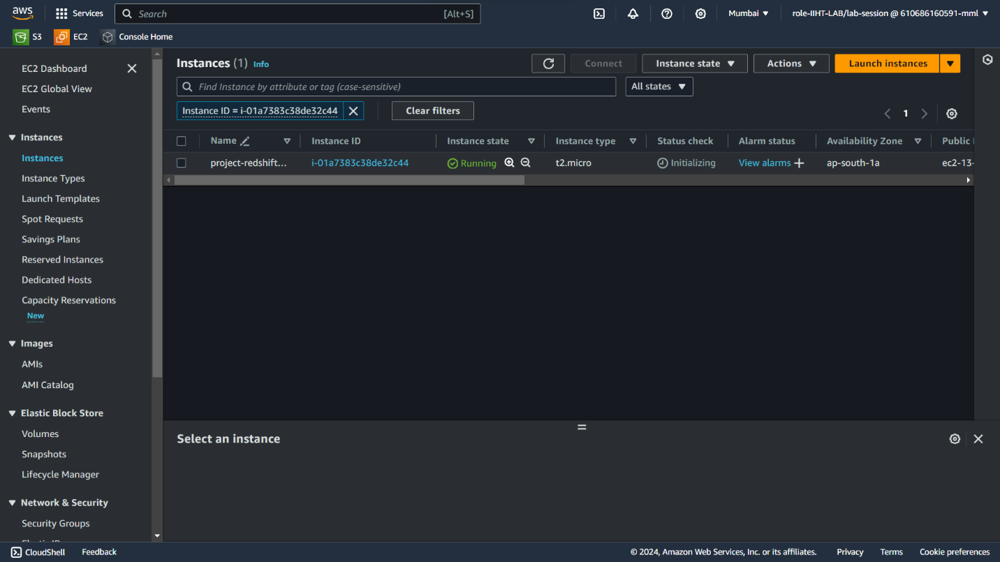 aws
Services
Search [Alt+S]
Mumbai
role-IIHT-LAB/lab-session @ 610686160591-mml
S3
EC2
Console Home
EC2 Dashboard
EC2 Global View
Events
Instances
Instances
Instance Types
Launch Templates
Spot Requests
Savings Plans
Reserved Instances
Dedicated Hosts
Capacity Reservations
New
Images
AMIs
AMI Catalog
Elastic Block Store
Volumes
Snapshots
Lifecycle Manager
Network & Security
Security Groups
Instances (1) Info
Connect
Instance state
Actions
Launch instances
Find Instance by attribute or tag (case-sensitive)
All states
Instance ID = i-01a7383c38de32c44
Clear filters
1
Name Instance ID Instance state Instance type Status check Alarm status Availability Zone Public
project-redshift... i-01a7383c38de32c44 Running t2.micro Initializing View alarms ap-south-1a ec2-13-
Select an instance
CloudShell Feedback © 2024, Amazon Web Services, Inc. or its affiliates. Privacy Terms Cookie preferences